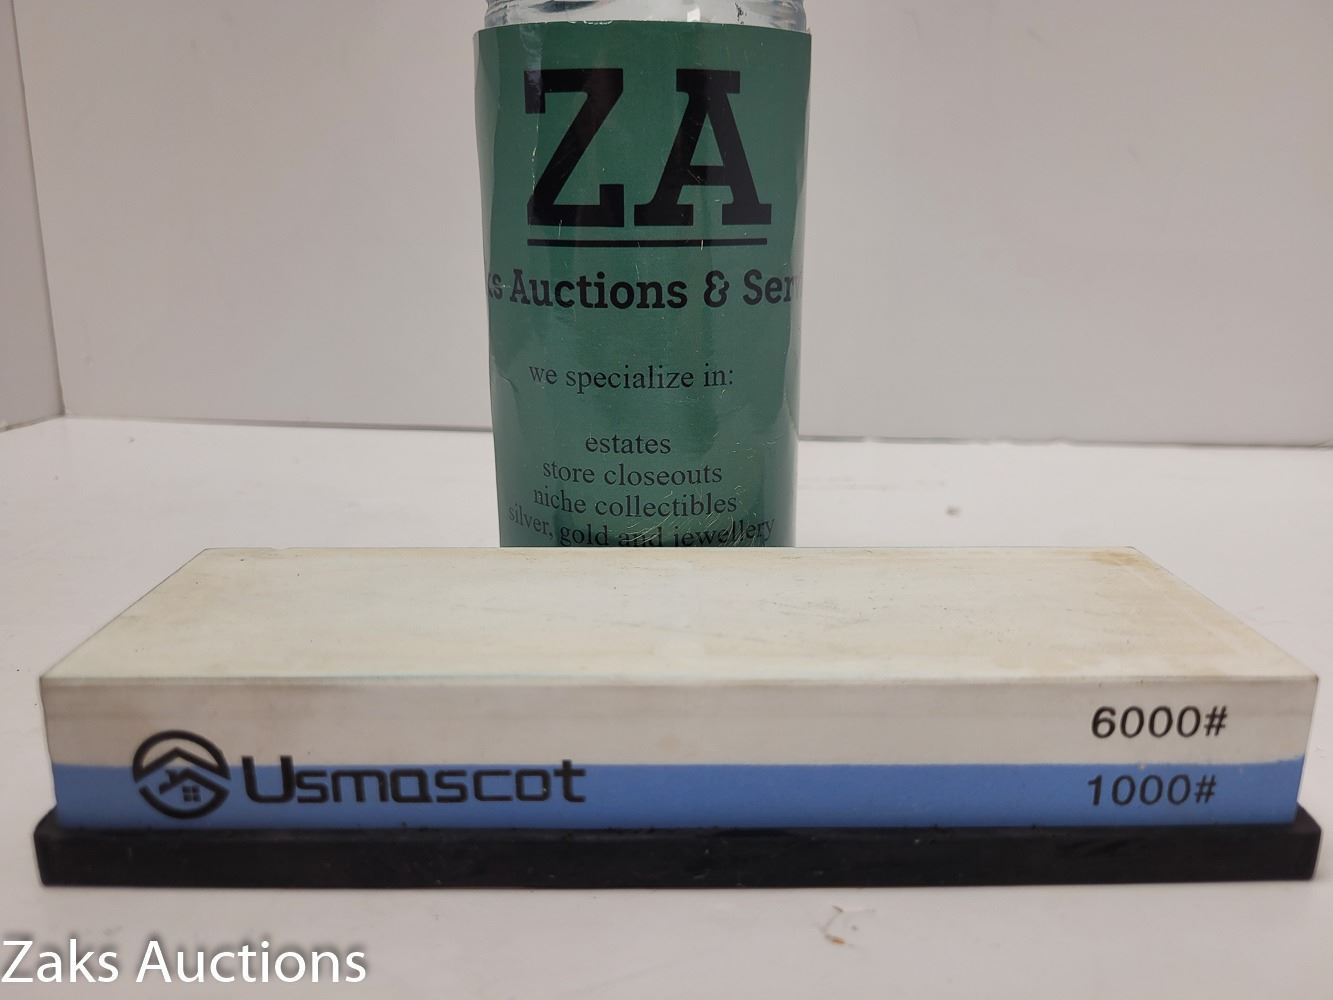 ZA
Auctions & Ser
we specialize in:
estates
store closeouts
niche collectibles
silver, gold and jewellery
6000#
Usmascot
1000#
Zaks Auctions